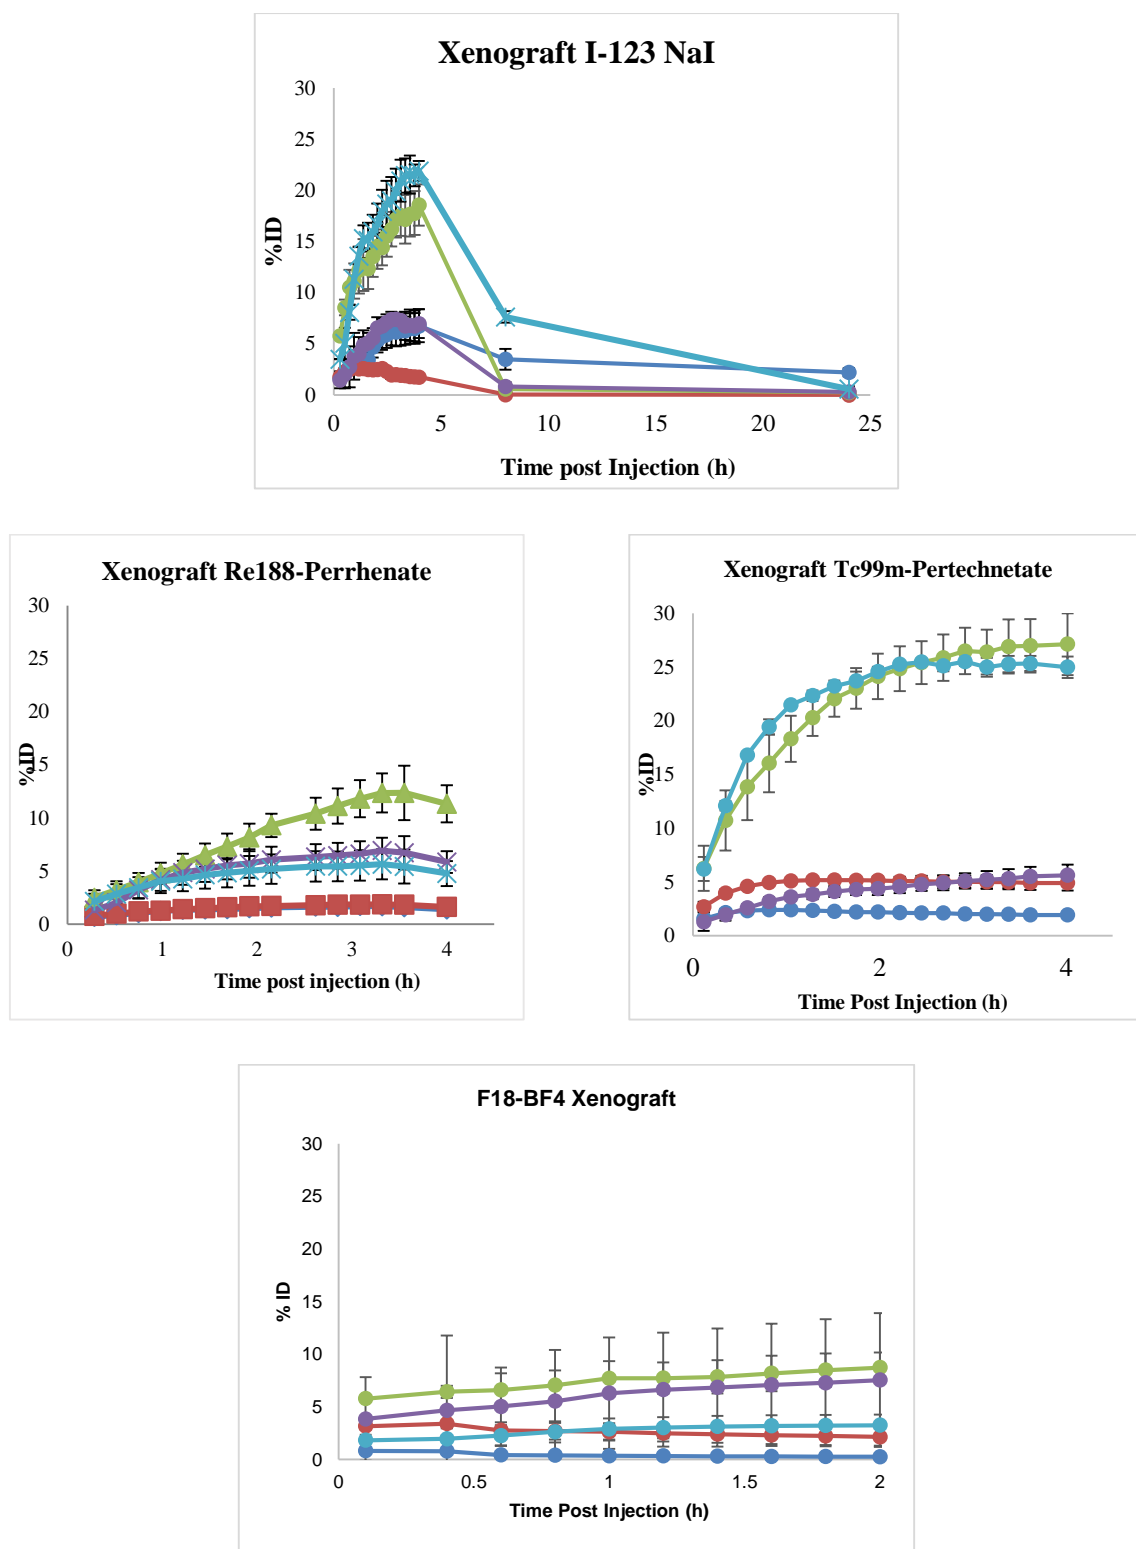 Xenograft I-123 NaI
30
25
20
15
10
5
0
%ID
0 5 10 15 20 25
Time post Injection (h)
Xenograft Re188-Perrhenate
30
25
20
15
10
5
0
%ID
0 1 2 3 4
Time post injection (h)
Xenograft Tc99m-Pertechnetate
30
25
20
15
10
5
0
%ID
0 2 4
Time Post Injection (h)
F18-BF4 Xenograft
30
25
20
15
10
5
0
% ID
0 0.5 1 1.5 2
Time Post Injection (h)